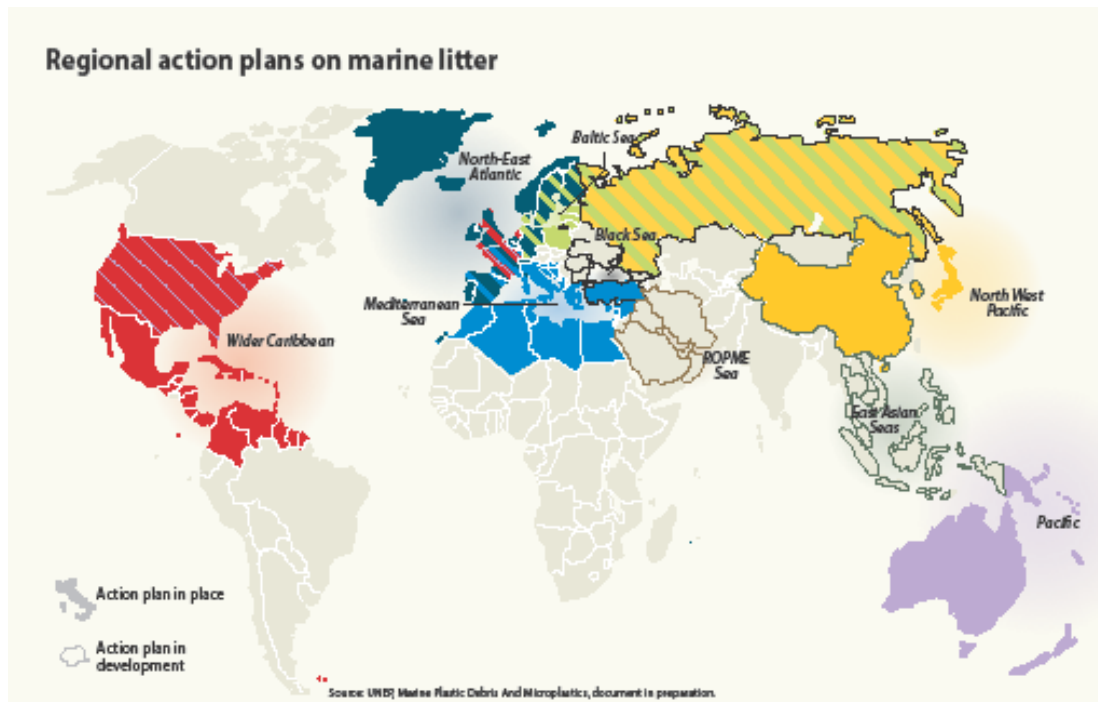 Regional action plans on marine litter
Baltic Sea
North-East
Atlantic
Black Sea
Mediterranean
Sea
North West
Pacific
Wider Caribbean
ROPME
Sea
East Asian
Seas
Pacific
Action plan in place
Action plan in
development
Source: UNEP, Marine Plastic Debris And Microplastics, document in preparation.